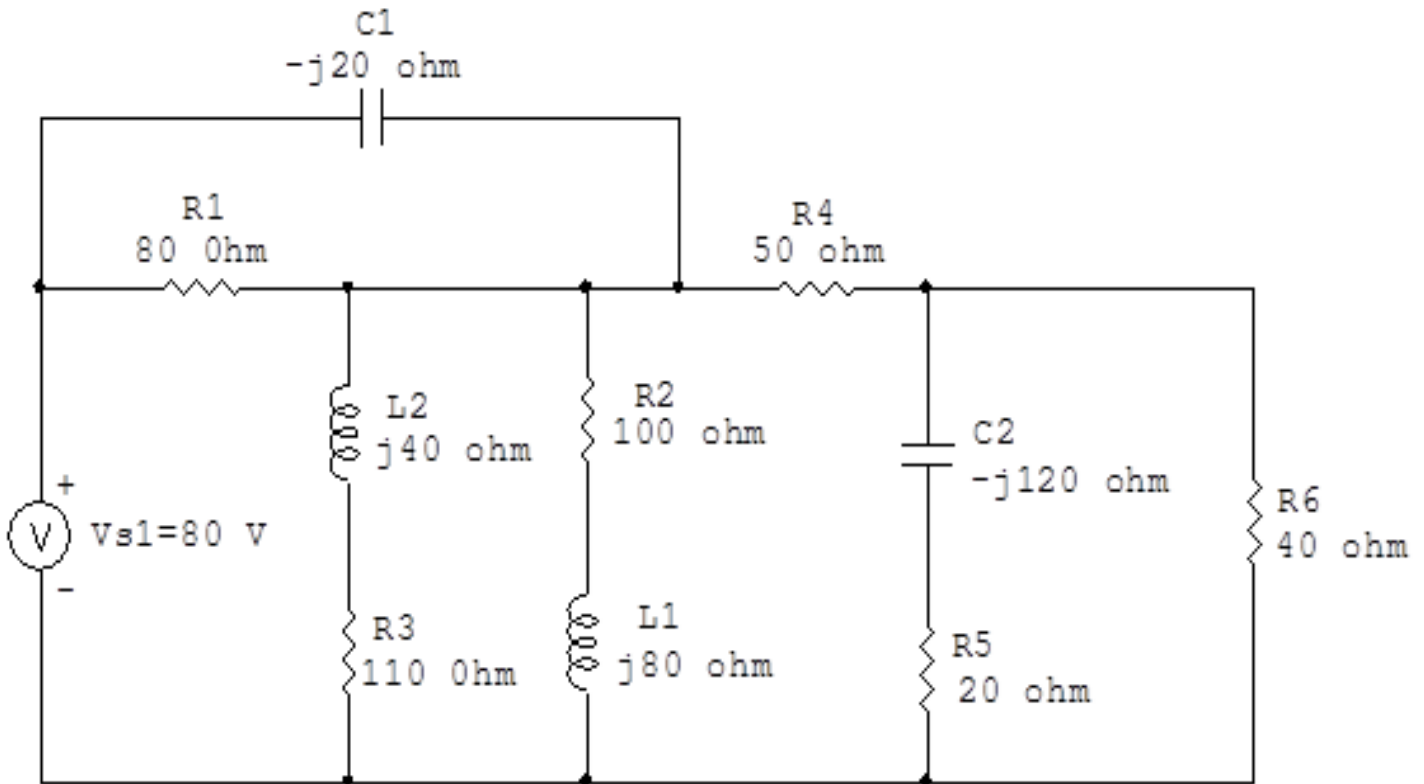 C1
-j20 ohm
R1
80 Ohm
R4
50 ohm
L2
j40 ohm
R2
100 ohm
C2
-j120 ohm
+
V
Vs1=80 V
-
R6
40 ohm
R3
110 Ohm
L1
j80 ohm
R5
20 ohm